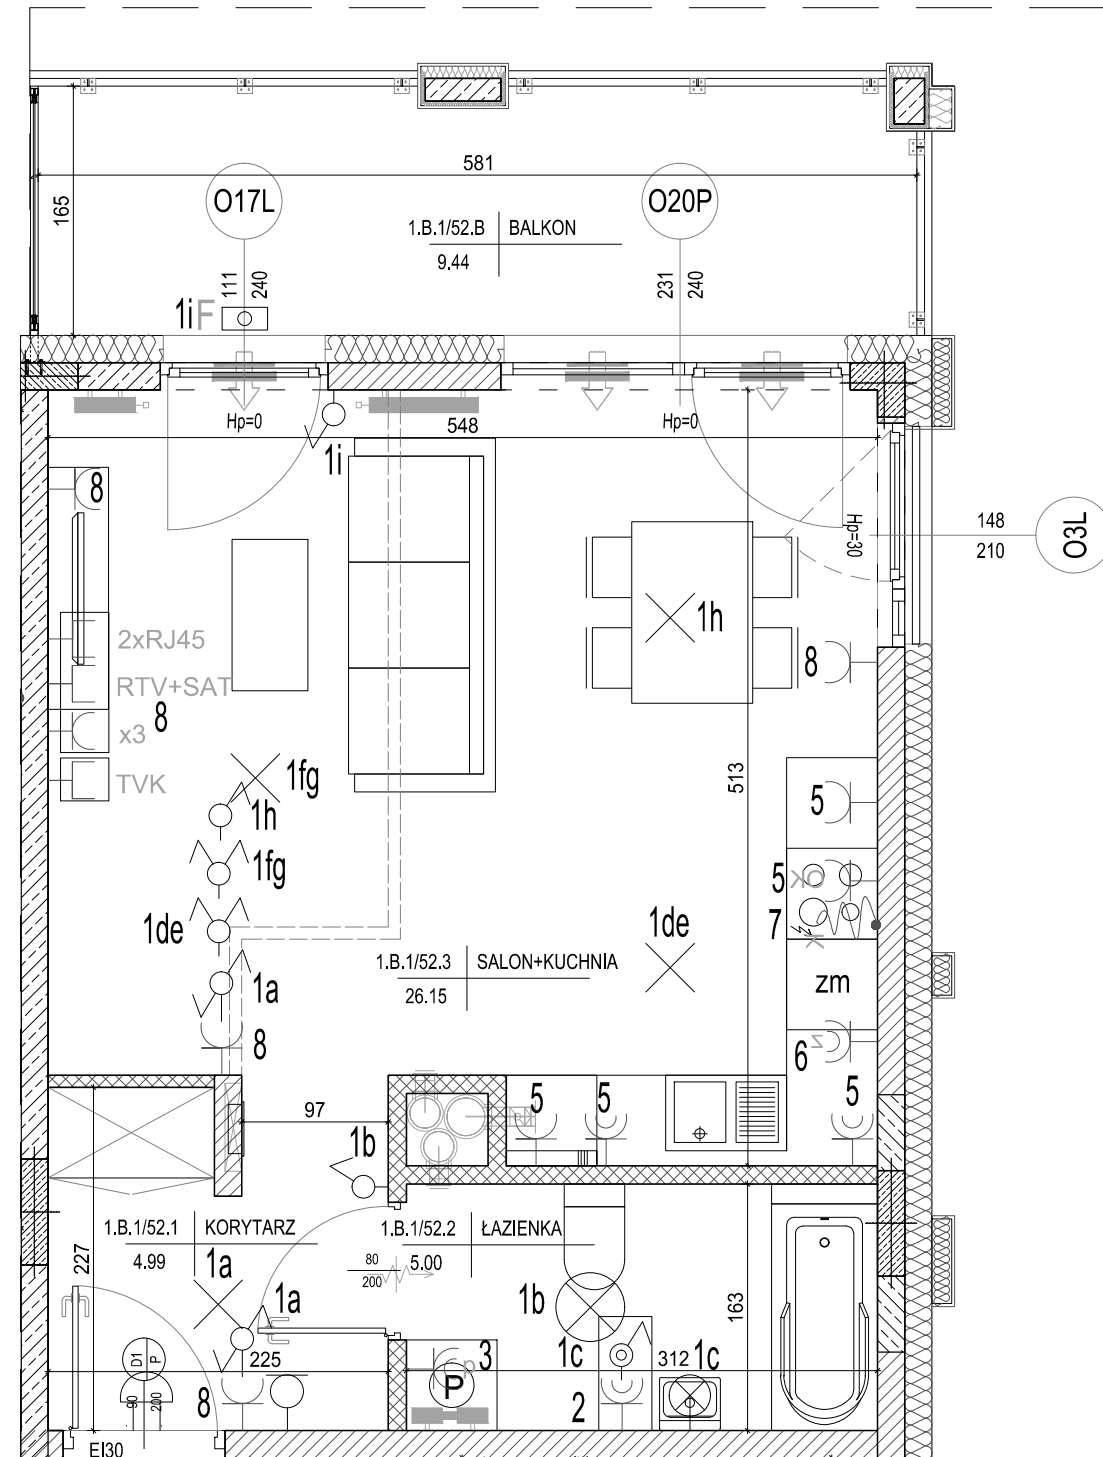 581
165
O17L
O20P
1.B.1/52.B BALKON
9.44
111
240
231
240
1iF
Hp=0
Hp=0
548
1i
8
148
210
O3L
Hp=30
1h
8
2xRJ45
RTV+SAT
8
x3
TVK
1fg
1h
513
5
1fg
5
OK
7
K
1de
1de
1.B.1/52.3 SALON+KUCHNIA
26.15
zm
1a
8
6
Z
5
5
5
97
1b
1.B.1/52.1 KORYTARZ
4.99
1.B.1/52.2 ŁAZIENKA
5.00
80
200
227
1a
1a
1b
163
D1
P
90
200
225
3
p
P
1c
312
1c
8
2
EI30